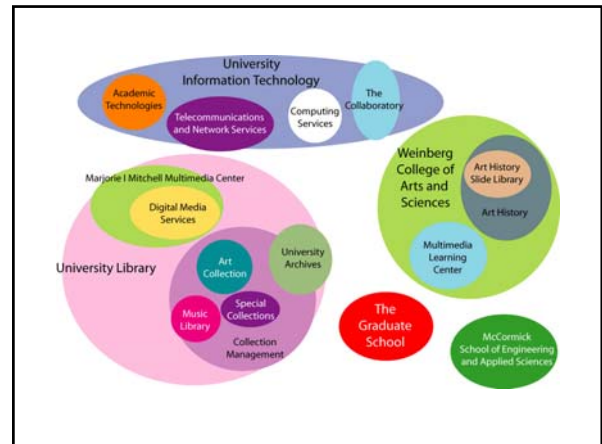 University
Information Technology
Academic
Technologies
Telecommunications
and Network Services
Computing
Services
The
Collaboratory
Marjorie I Mitchell Multimedia Center
Digital Media
Services
University Library
Art
Collection
University
Archives
Music
Library
Special
Collections
Collection
Management
Weinberg
College of
Arts and
Sciences
Art History
Slide Library
Art History
Multimedia
Learning
Center
The
Graduate
School
McCormick
School of Engineering
and Applied Sciences